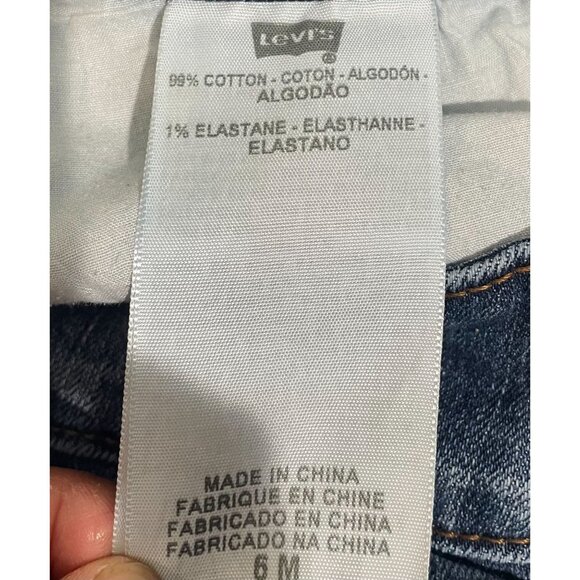 Levi's
®
99% COTTON - COTON - ALGODÓN -
ALGODÃO
1% ELASTANE - ÉLASTHANNE -
ELASTANO
MADE IN CHINA
FABRIQUE EN CHINE
FABRICADO EN CHINA
FABRICADO NA CHINA
6 M